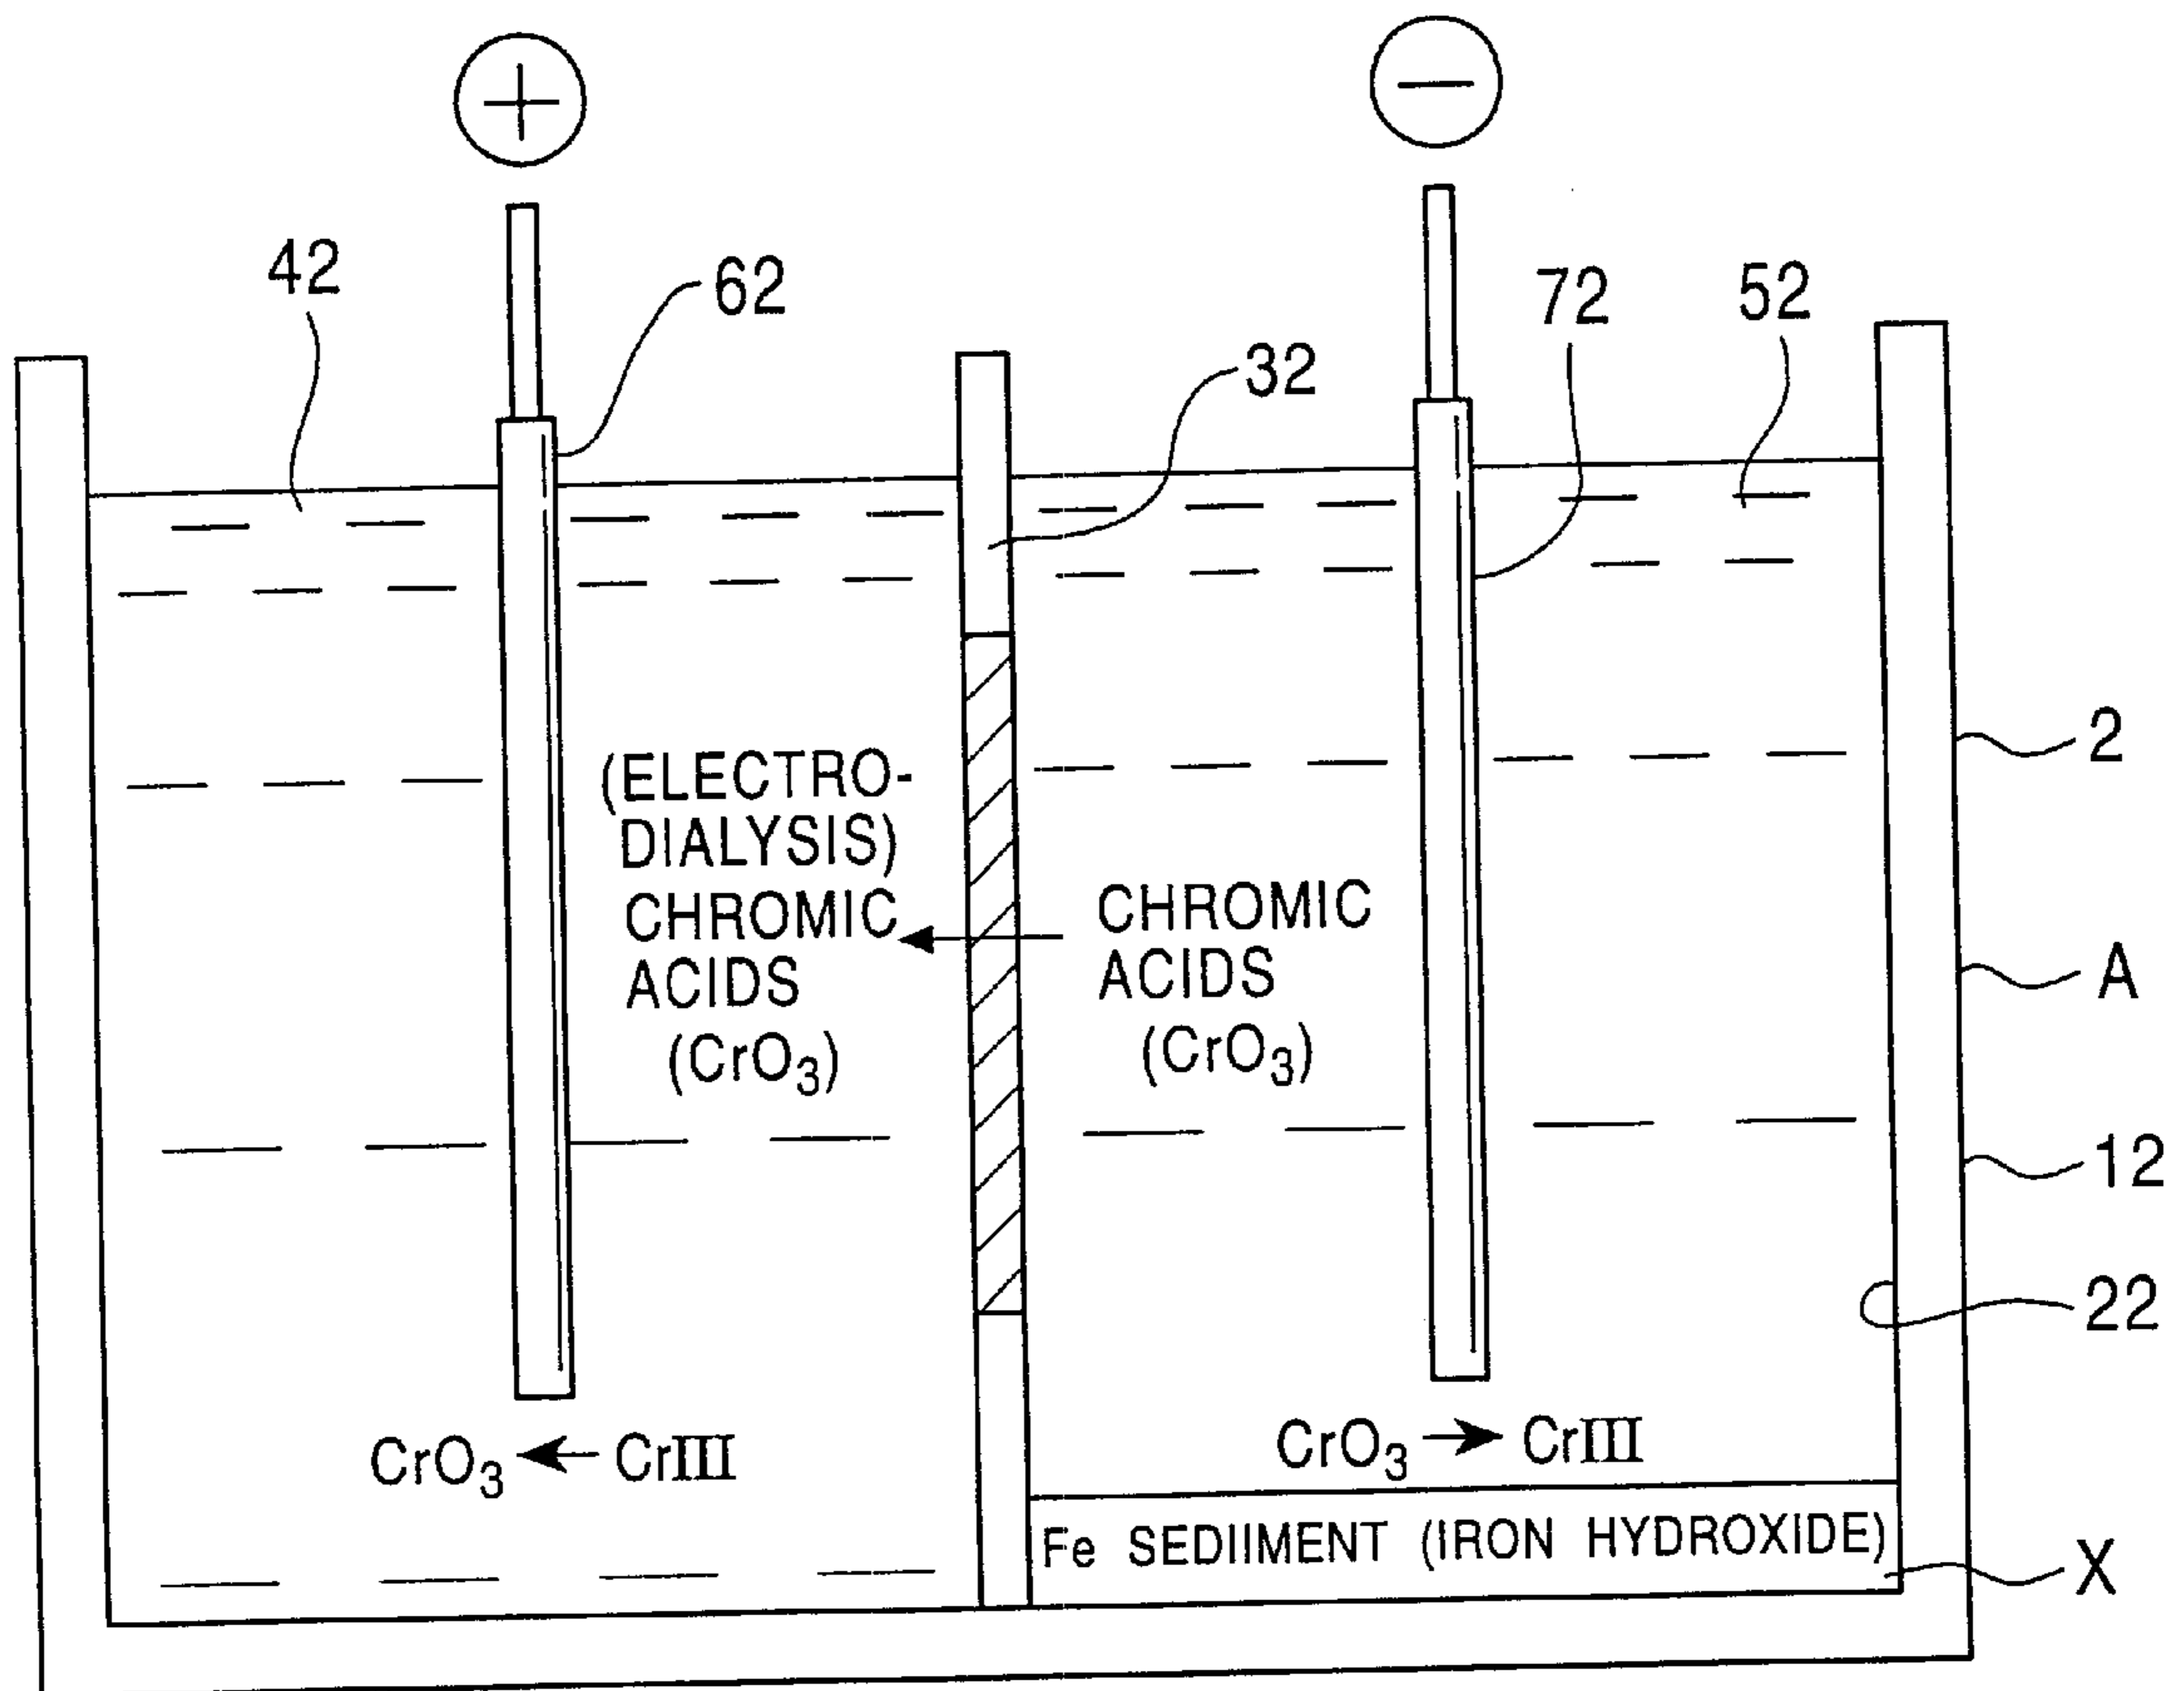 +
−
42
62
32
72
52
2
A
12
22
X
(ELECTRO-
DIALYSIS)
CHROMIC
ACIDS
(CrO₃)
CHROMIC
ACIDS
(CrO₃)
CrO₃ ← CrIII
CrO₃ → CrIII
Fe SEDIIMENT (IRON HYDROXIDE)